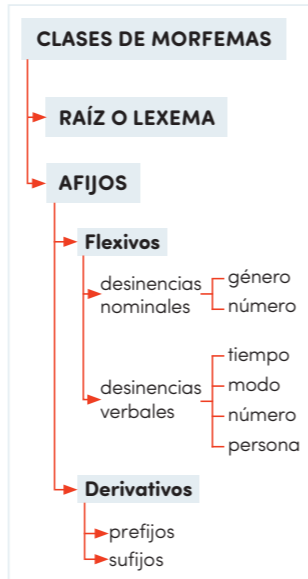 CLASES DE MORFEMAS
RAÍZ O LEXEMA
AFIJOS
Flexivos
desinencias
nominales
género
número
desinencias
verbales
tiempo
modo
número
persona
Derivativos
prefijos
sufijos